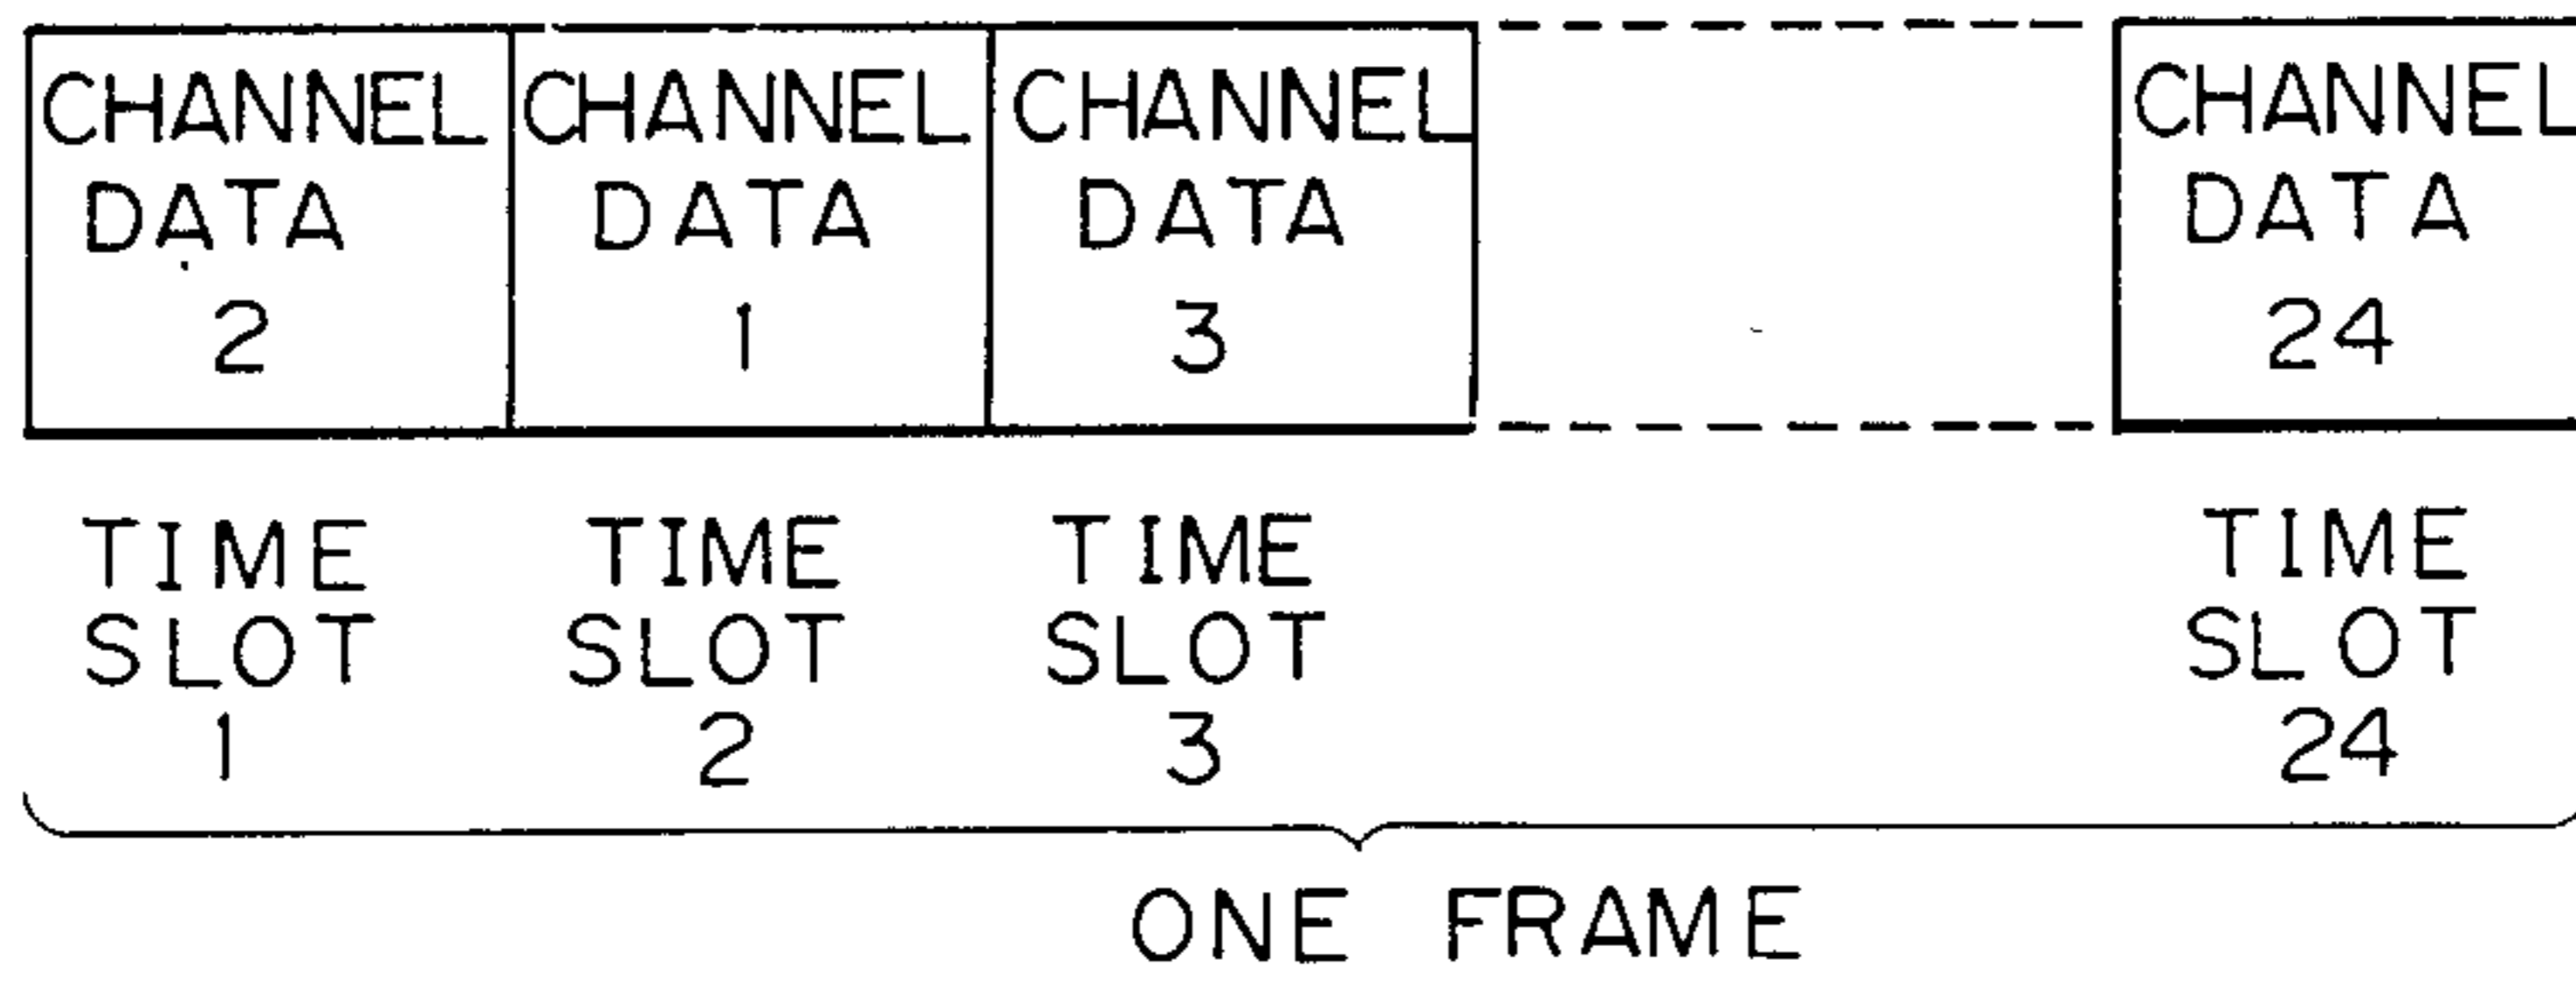 CHANNEL CHANNEL CHANNEL CHANNEL
DATA DATA DATA DATA
2 1 3 24
TIME TIME TIME TIME
SLOT SLOT SLOT SLOT
1 2 3 24
ONE FRAME